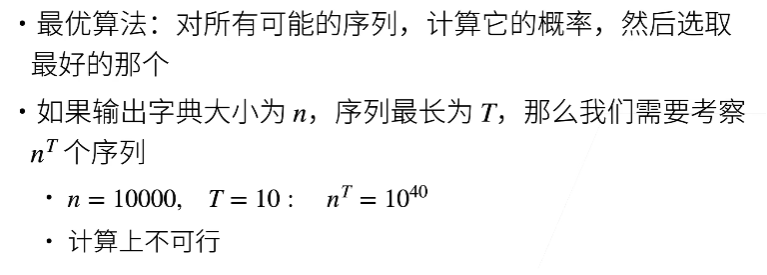 • 最优算法：对所有可能的序列，计算它的概率，然后选取
最好的那个
• 如果输出字典大小为 n，序列最长为 T，那么我们需要考察
n^T 个序列
• n = 10000, T = 10 : n^T = 10^40
• 计算上不可行